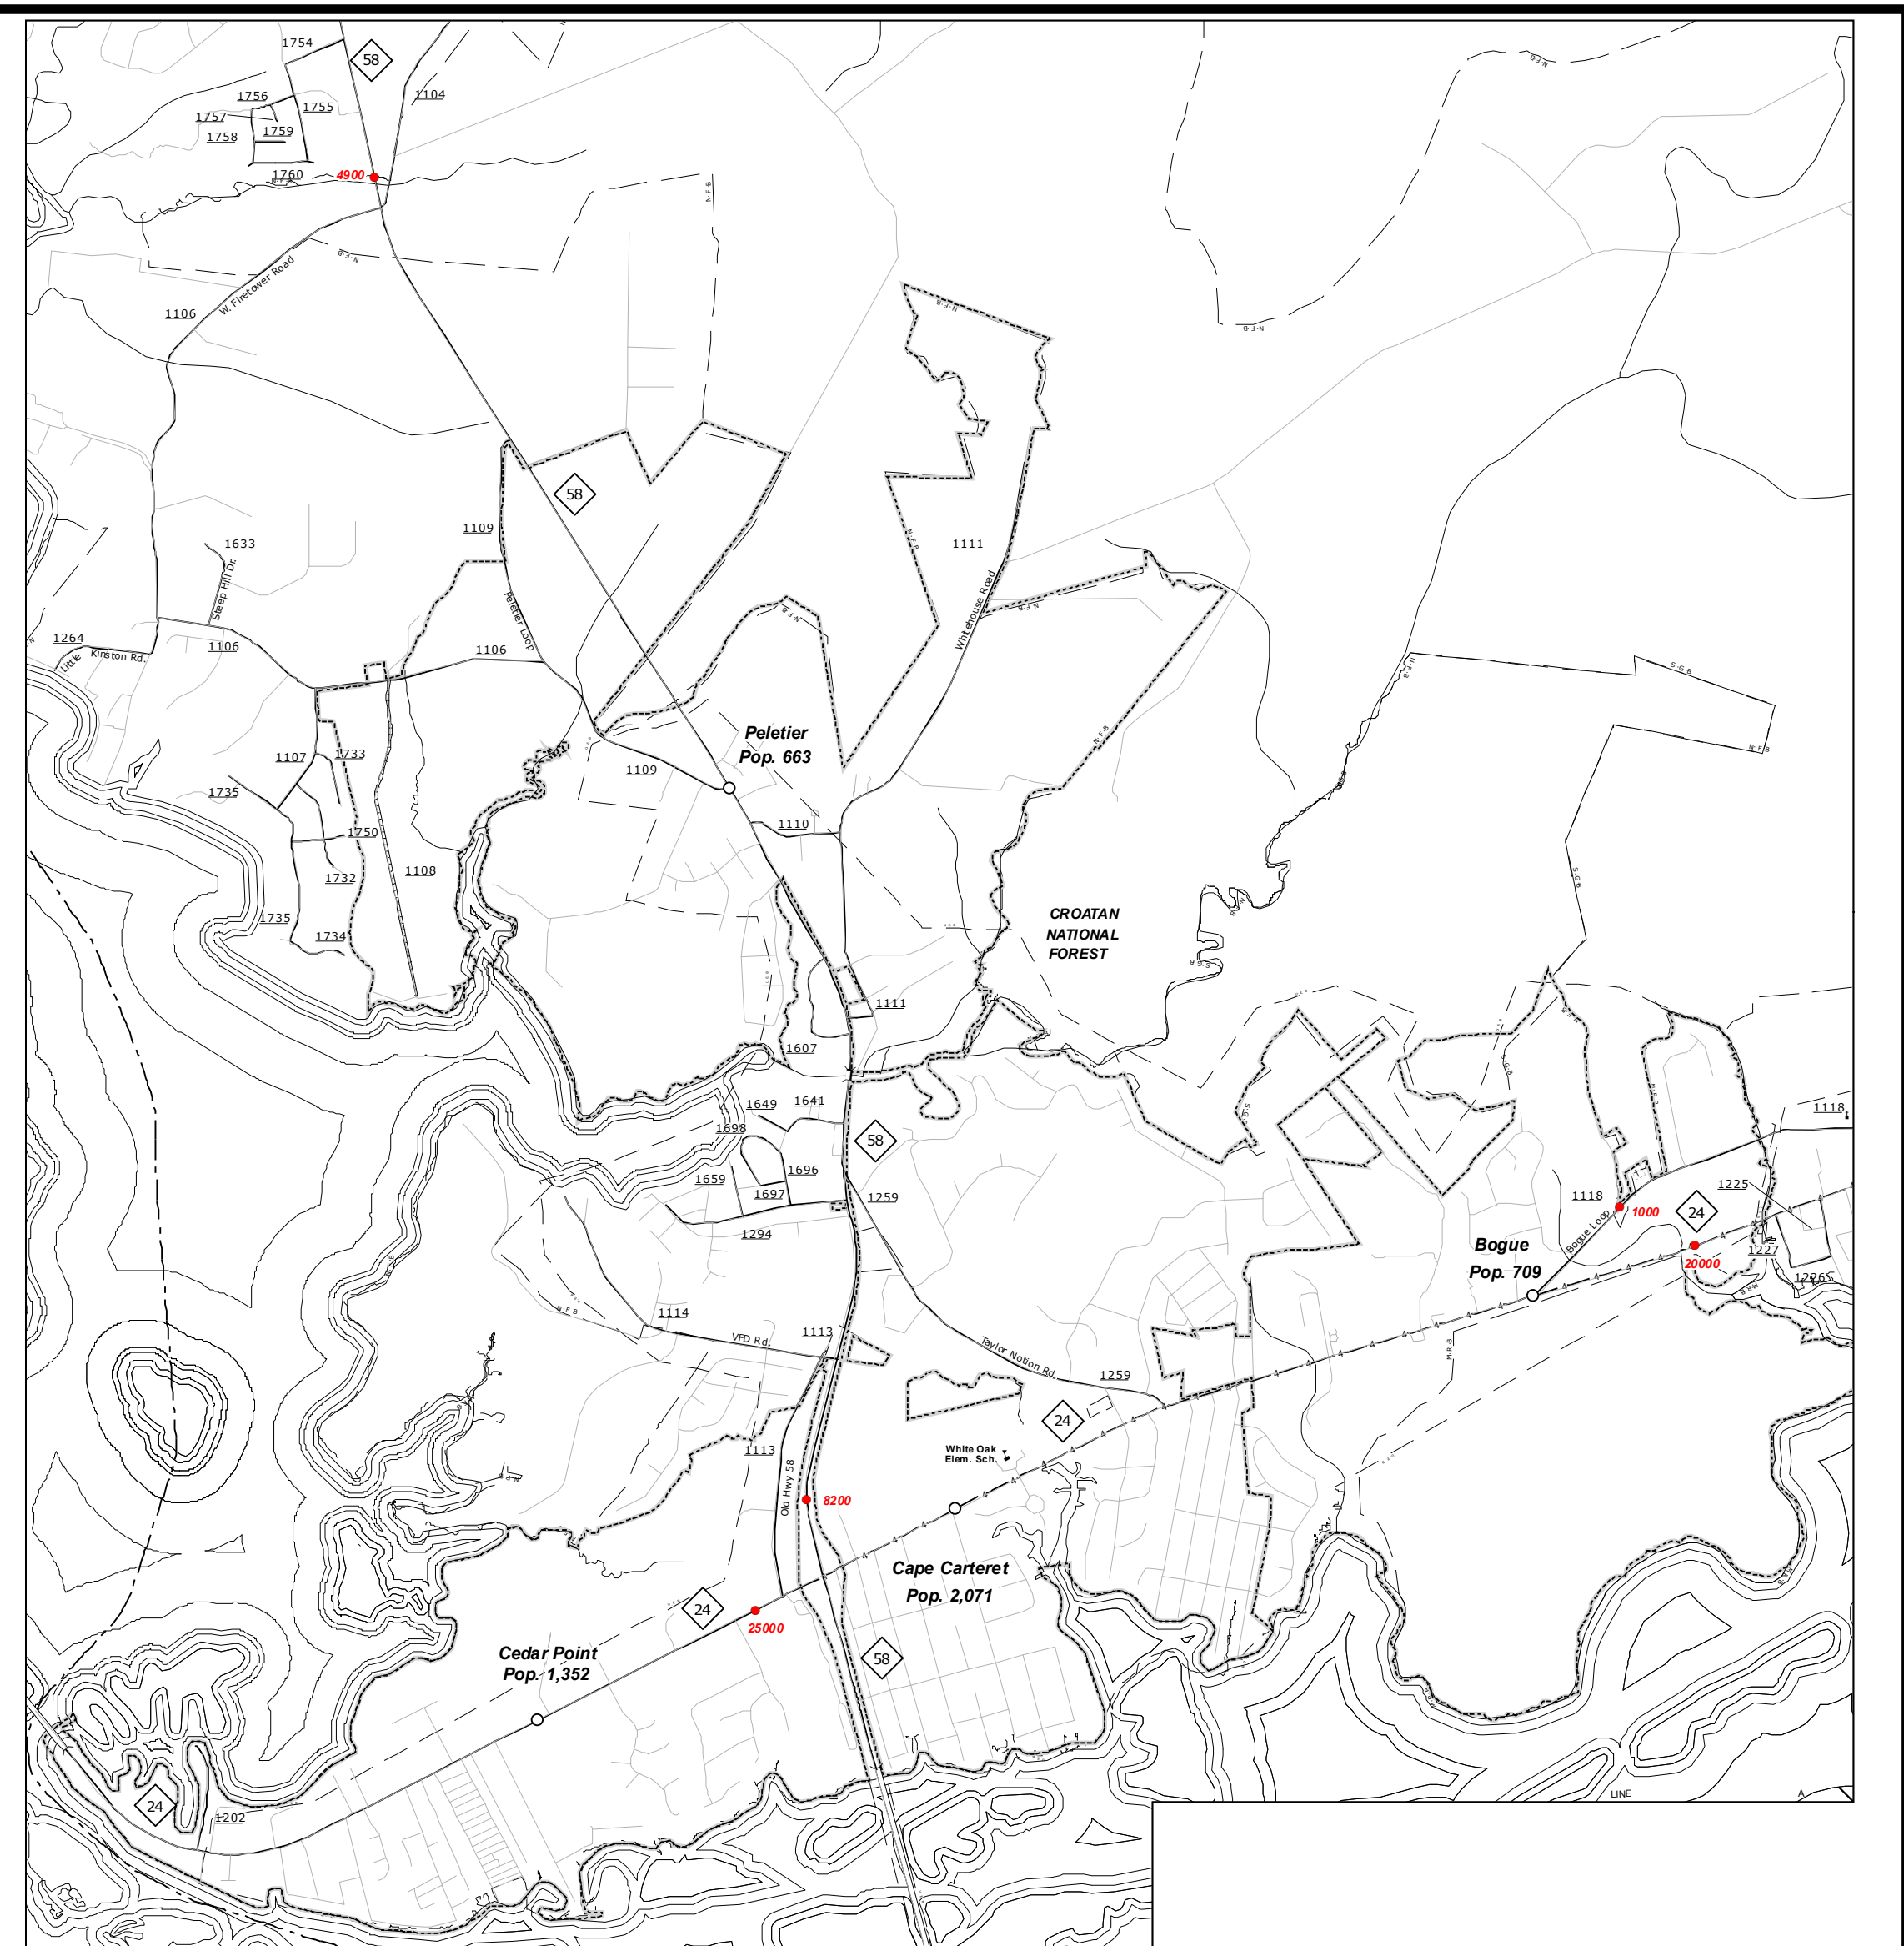 1754
58
1104
N-F-B
1756
1755
1757
1759
1758
1760
4900
N-F-B
N-F-B
W. Firetower Road
1106
N-F-B
N-F-B
58
1109
1633
1111
N-F-B
Steep Hill Dr.
Peletier Loop
Whitehouse Road
N-F-B
N-F-B
1264
Little
Kinston Rd.
1106
1106
N-F-B
S-G-B
N-F-B
N-F-B
Peletier
Pop. 663
1107
1733
1109
1735
1110
1750
1108
1732
S-G-B
1735
1734
CROATAN
NATIONAL
FOREST
S-G-B
1111
1607
S-G-B
N-F-B
1649
1641
1698
58
1118
1696
1659
1697
1259
1118
1225
1000
24
1294
Bogue Loop
Bogue
Pop. 709
1227
20000
1226
M-R-B
N-F-B
1114
VFD Rd.
1113
Taylor Notion Rd.
1259
M-R-B
24
1113
White Oak
Elem. Sch.
Old Hwy 58
8200
Cape Carteret
Pop. 2,071
24
25000
Cedar Point
Pop. 1,352
58
M-R-B
24
1202
LINE
A